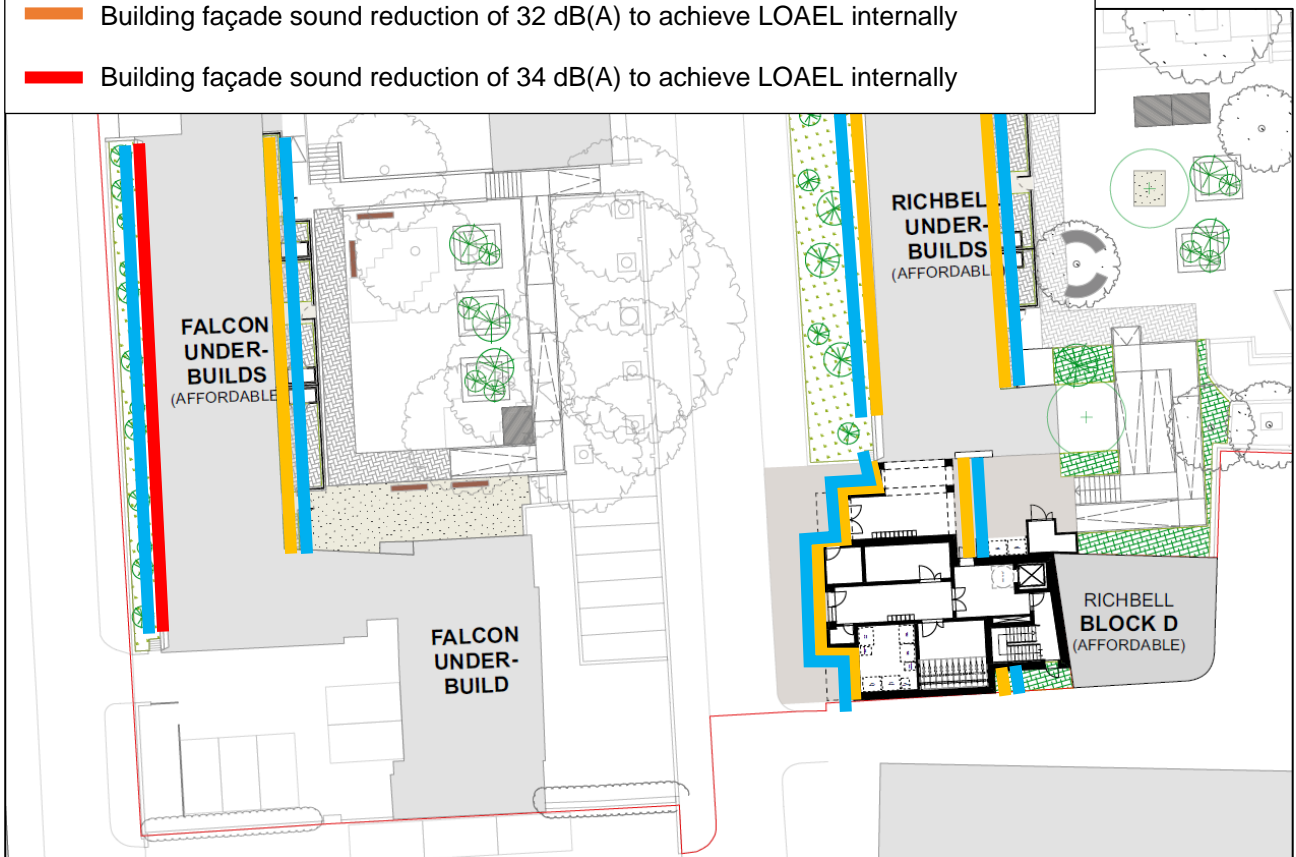 Building façade sound reduction of 32 dB(A) to achieve LOAEL internally
Building façade sound reduction of 34 dB(A) to achieve LOAEL internally
RICHBELL
UNDER-
BUILDS
(AFFORDABLE)
FALCON
UNDER-
BUILDS
(AFFORDABLE
FALCON
UNDER-
BUILD
RICHBELL
BLOCK D
(AFFORDABLE)